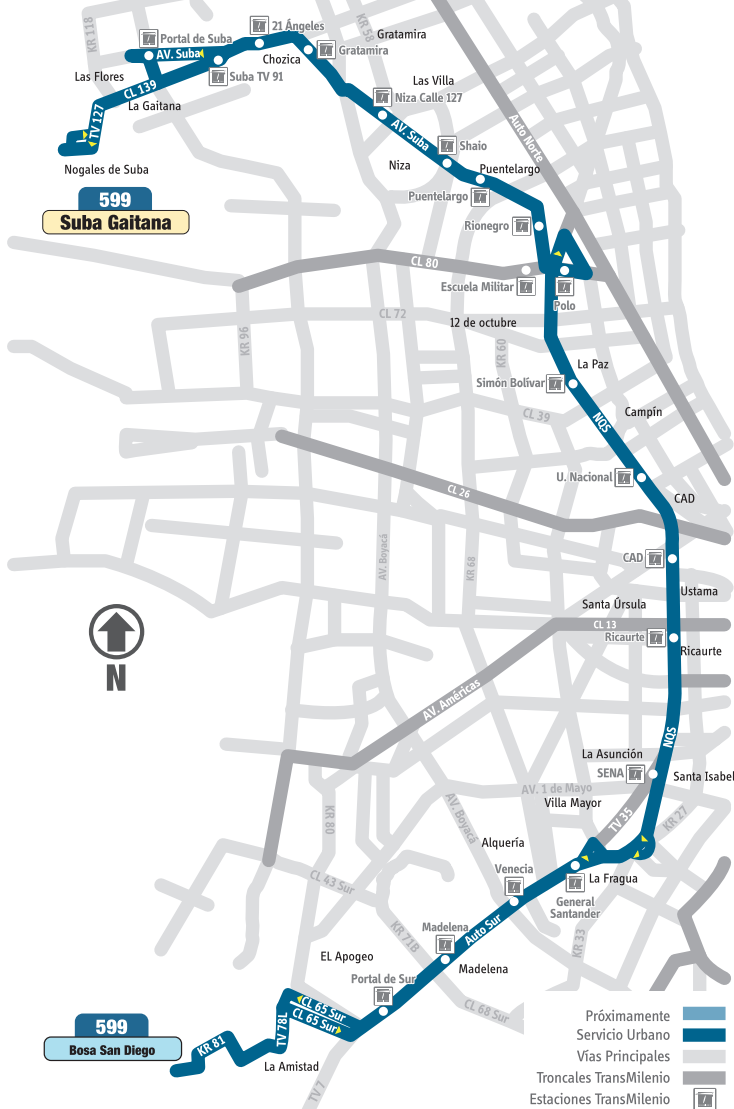 KR 118
Portal de Suba
21 Ángeles
KR 58
Gratamira
Gratamira
AV. Suba
Chozica
Las Flores
Suba TV 91
Las Villa
CL 139
La Gaitana
Niza Calle 127
TV 127
AV. Suba
Auto Norte
Shaio
Niza
Puentelargo
Nogales de Suba
Puentelargo
599
Suba Gaitana
Rionegro
CL 80
Escuela Militar
Polo
CL 72
12 de octubre
KR 96
KR 60
La Paz
Simón Bolívar
CL 39
NQS
Campín
U. Nacional
CL 26
CAD
AV. Boyacá
KR 68
CAD
Ustama
Santa Úrsula
CL 13
Ricaurte
Ricaurte
N
AV. Américas
NQS
La Asunción
SENA
Santa Isabel
AV. 1 de Mayo
Villa Mayor
KR 80
AV. Boyaca
TV 35
KR 27
Alquería
Venecia
CL 43 Sur
La Fragua
General
Santander
KR 71B
Madelena
Auto Sur
KR 33
EL Apogeo
Madelena
Portal de Sur
CL 65 Sur
CL 65 Sur
CL 68 Sur
599
Bosa San Diego
TV 78L
KR 81
La Amistad
TV 7
Próximamente
Servicio Urbano
Vías Principales
Troncales TransMilenio
Estaciones TransMilenio